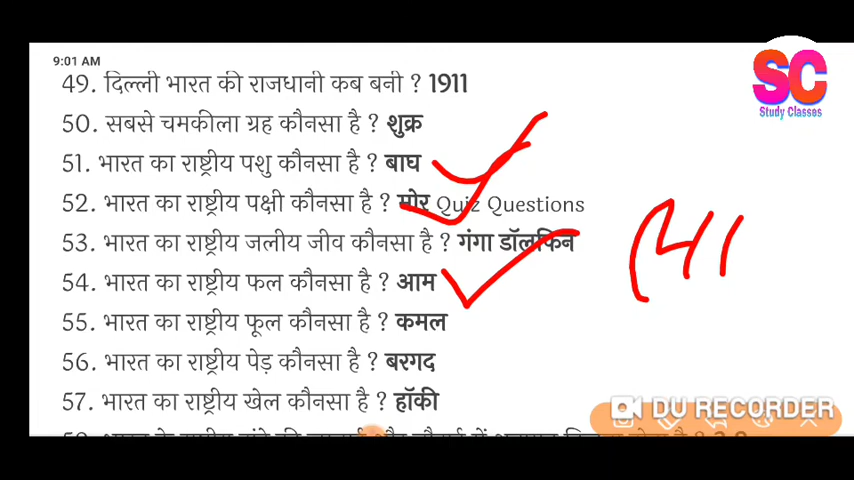 9:01 AM
SC
Study Classes
49. दिल्ली भारत की राजधानी कब बनी ? 1911
50. सबसे चमकीला ग्रह कौनसा है ? शुक्र
51. भारत का राष्ट्रीय पशु कौनसा है ? बाघ
52. भारत का राष्ट्रीय पक्षी कौनसा है ? मोर Quiz Questions
53. भारत का राष्ट्रीय जलीय जीव कौनसा है ? गंगा डॉलफिन
54. भारत का राष्ट्रीय फल कौनसा है ? आम
55. भारत का राष्ट्रीय फूल कौनसा है ? कमल
56. भारत का राष्ट्रीय पेड़ कौनसा है ? बरगद
57. भारत का राष्ट्रीय खेल कौनसा है ? हॉकी
DU RECORDER